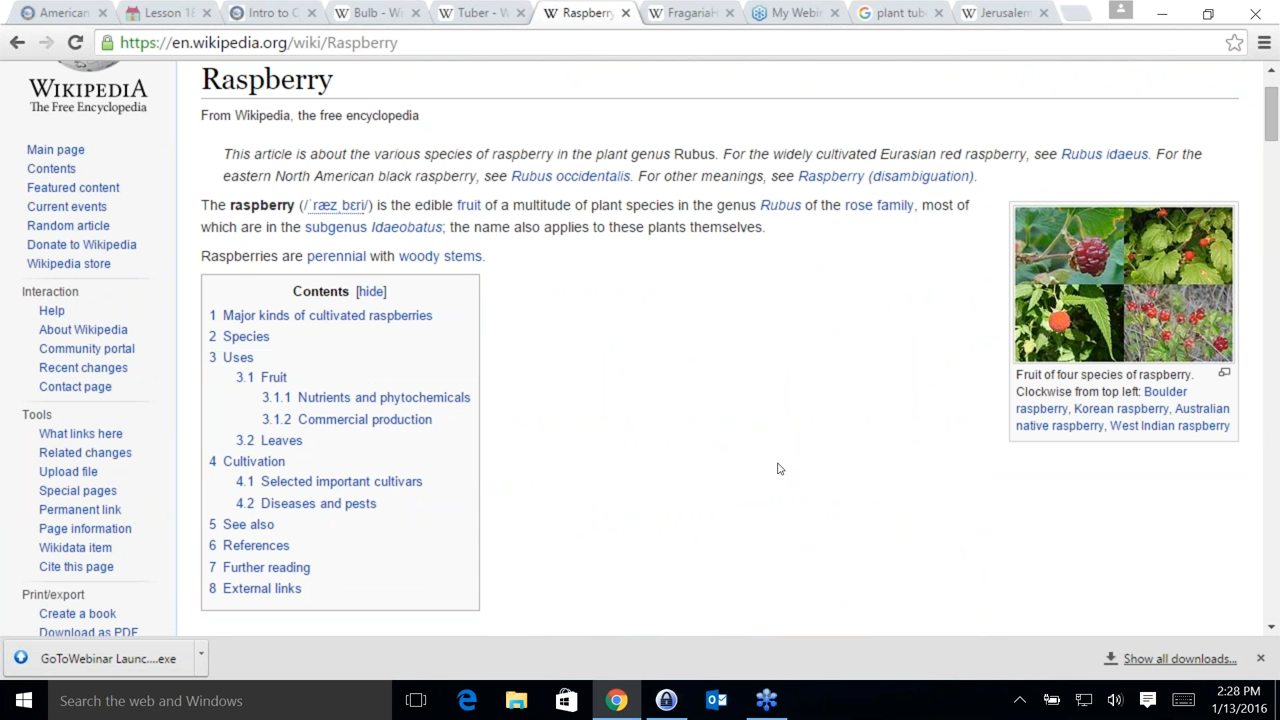 American
Lesson 18
Intro to C
Bulb - Wi
Tuber - W
Raspberry
FragariaH
My Webin
plant tub
Jerusalem
https://en.wikipedia.org/wiki/Raspberry
WIKIPEDIA
The Free Encyclopedia
Main page
Contents
Featured content
Current events
Random article
Donate to Wikipedia
Wikipedia store
Interaction
Help
About Wikipedia
Community portal
Recent changes
Contact page
Tools
What links here
Related changes
Upload file
Special pages
Permanent link
Page information
Wikidata item
Cite this page
Print/export
Create a book
Download as PDF
Raspberry
From Wikipedia, the free encyclopedia
This article is about the various species of raspberry in the plant genus Rubus. For the widely cultivated Eurasian red raspberry, see Rubus idaeus. For the
eastern North American black raspberry, see Rubus occidentalis. For other meanings, see Raspberry (disambiguation).
The raspberry (/ˈræzˌbɛri/) is the edible fruit of a multitude of plant species in the genus Rubus of the rose family, most of
which are in the subgenus Idaeobatus; the name also applies to these plants themselves.
Raspberries are perennial with woody stems.
Contents [hide]
1 Major kinds of cultivated raspberries
2 Species
3 Uses
3.1 Fruit
3.1.1 Nutrients and phytochemicals
3.1.2 Commercial production
3.2 Leaves
4 Cultivation
4.1 Selected important cultivars
4.2 Diseases and pests
5 See also
6 References
7 Further reading
8 External links
Fruit of four species of raspberry.
Clockwise from top left: Boulder
raspberry, Korean raspberry, Australian
native raspberry, West Indian raspberry
GoToWebinar Launc....exe
Show all downloads...
Search the web and Windows
2:28 PM
1/13/2016